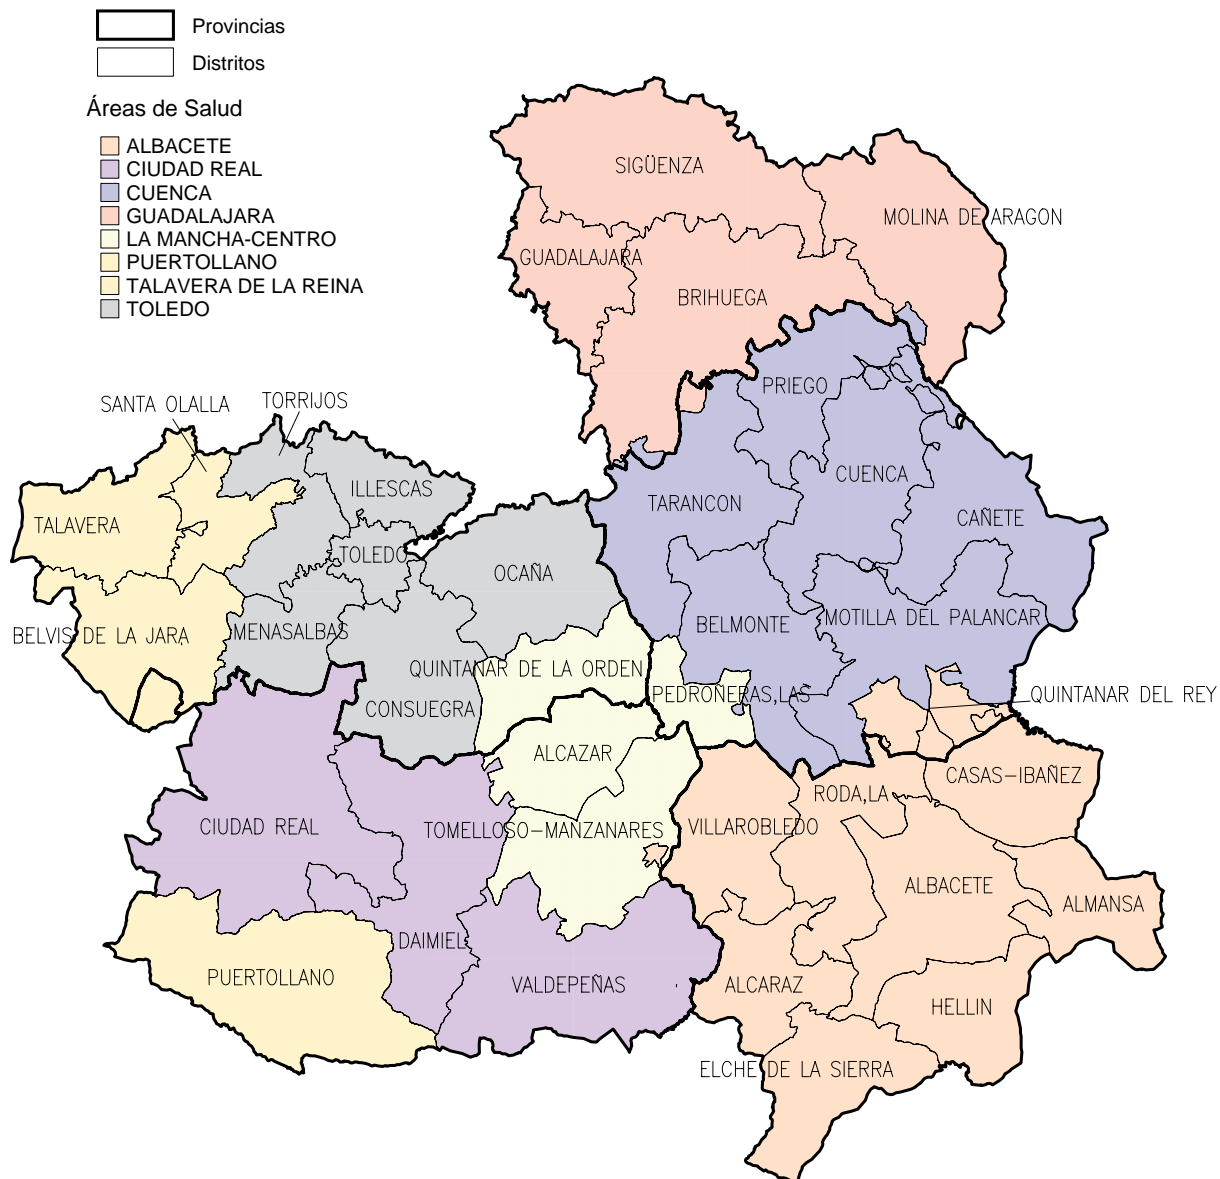 Provincias
Distritos
Áreas de Salud
ALBACETE
CIUDAD REAL
CUENCA
GUADALAJARA
LA MANCHA-CENTRO
PUERTOLLANO
TALAVERA DE LA REINA
TOLEDO
SIGÜENZA
MOLINA DE ARAGON
GUADALAJARA
BRIHUEGA
PRIEGO
SANTA OLALLA
TORRIJOS
CUENCA
ILLESCAS
TARANCON
CAÑETE
TALAVERA
TOLEDO
OCAÑA
BELMONTE
MOTILLA DEL PALANCAR
BELVIS DE LA JARA
MENASALBAS
QUINTANAR DE LA ORDEN
PEDROÑERAS,LAS
QUINTANAR DEL REY
CONSUEGRA
ALCAZAR
CASAS-IBAÑEZ
RODA,LA
CIUDAD REAL
TOMELLOSO-MANZANARES
VILLAROBLEDO
ALBACETE
ALMANSA
DAIMIEL
PUERTOLLANO
VALDEPEÑAS
ALCARAZ
HELLIN
ELCHE DE LA SIERRA